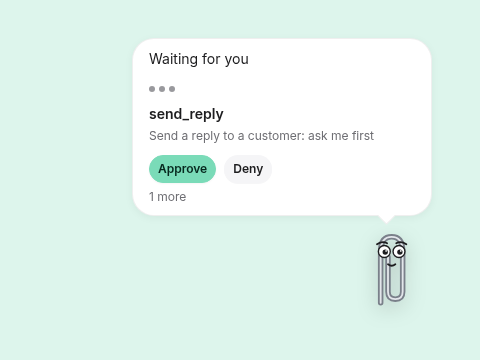 Waiting for you
send_reply
Send a reply to a customer: ask me first
Approve Deny
1 more